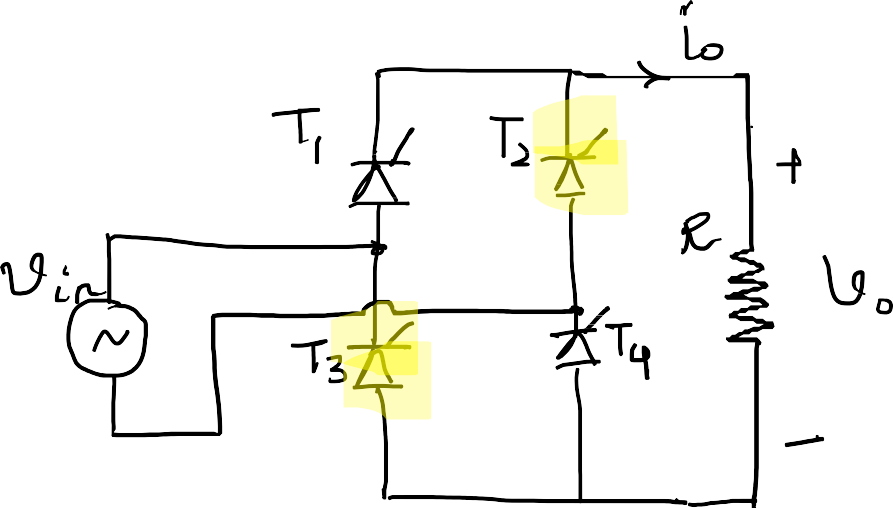 i₀
T₁
T₂
+
R
v_in
v₀
~
T₃
T₄
−